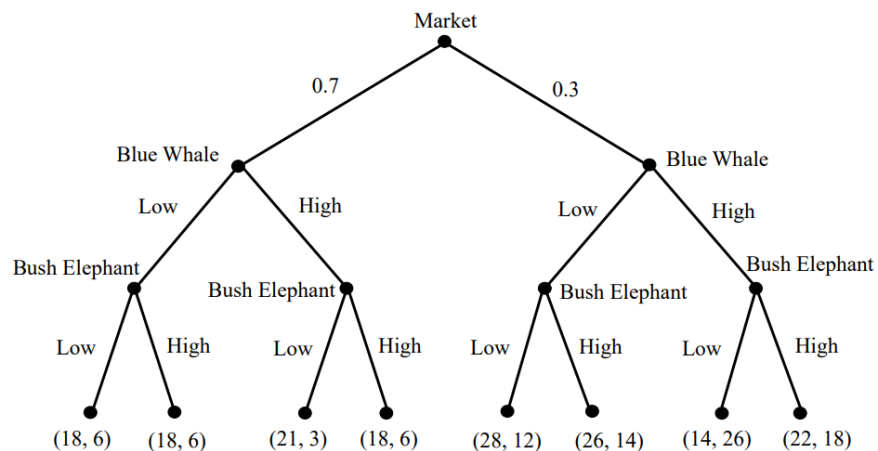 Market
0.7
0.3
Blue Whale
Blue Whale
Low
High
Low
High
Bush Elephant
Bush Elephant
Bush Elephant
Bush Elephant
Low
High
Low
High
Low
High
Low
High
(18, 6)
(18, 6)
(21, 3)
(18, 6)
(28, 12)
(26, 14)
(14, 26)
(22, 18)